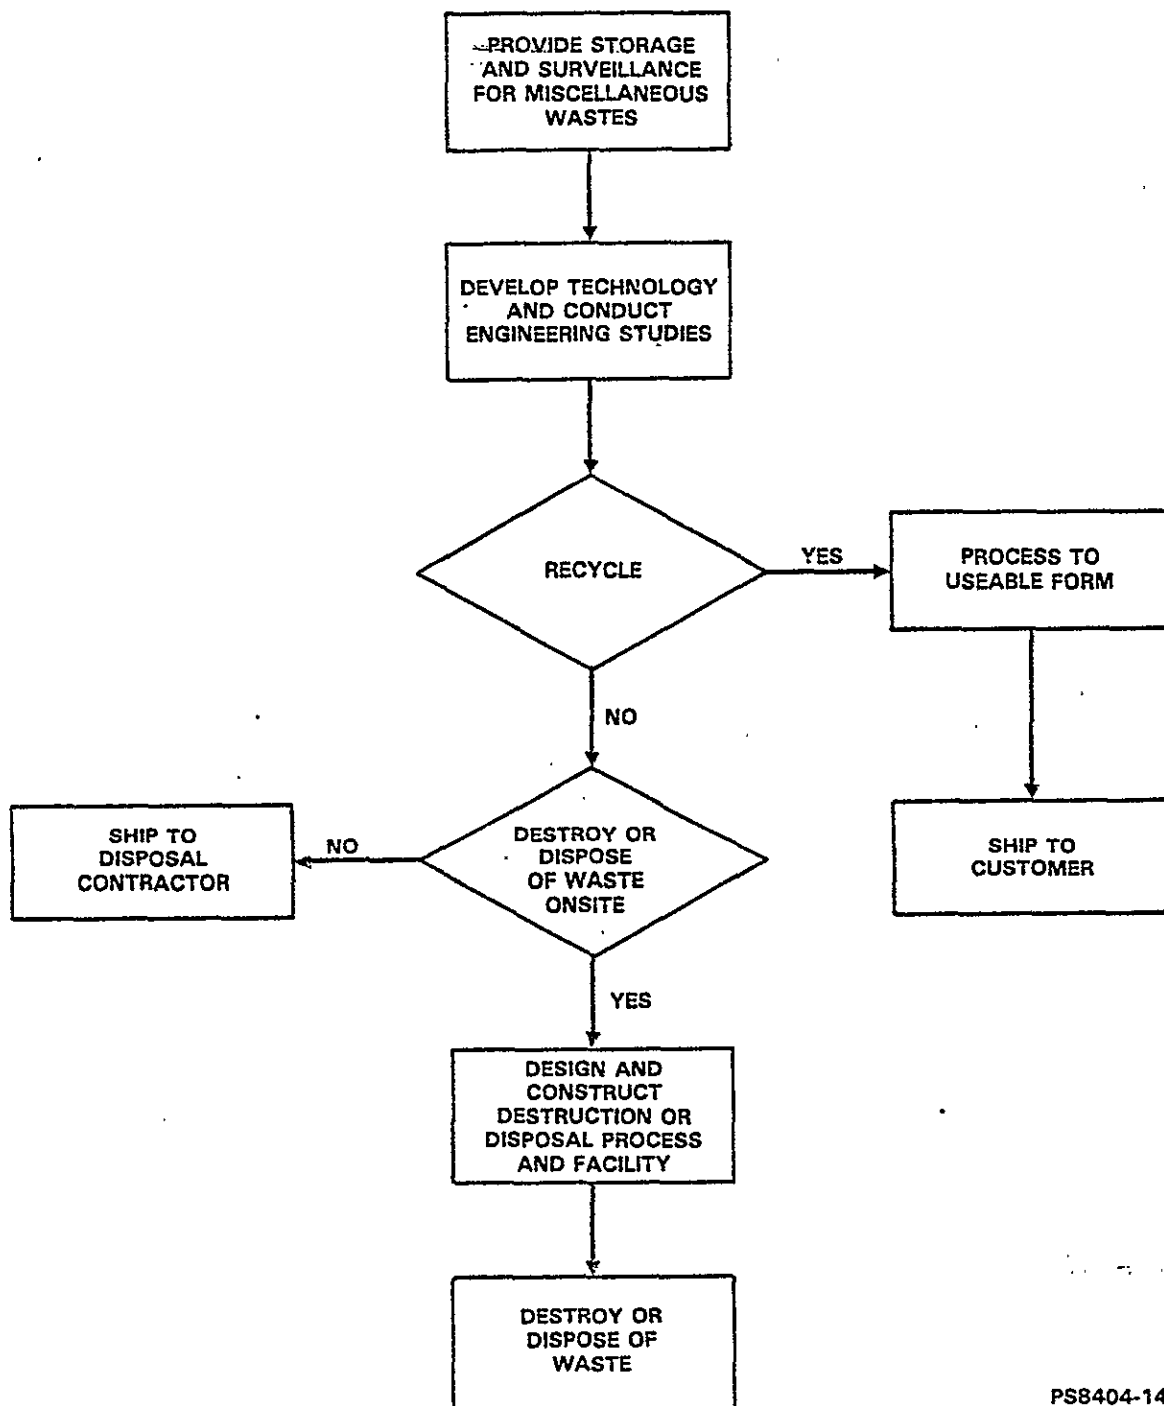 PROVIDE STORAGE
AND SURVEILLANCE
FOR MISCELLANEOUS
WASTES
DEVELOP TECHNOLOGY
AND CONDUCT
ENGINEERING STUDIES
RECYCLE
YES
PROCESS TO
USEABLE FORM
NO
SHIP TO
DISPOSAL
CONTRACTOR
NO
DESTROY OR
DISPOSE
OF WASTE
ONSITE
SHIP TO
CUSTOMER
YES
DESIGN AND
CONSTRUCT
DESTRUCTION OR
DISPOSAL PROCESS
AND FACILITY
DESTROY OR
DISPOSE OF
WASTE
PS8404-14